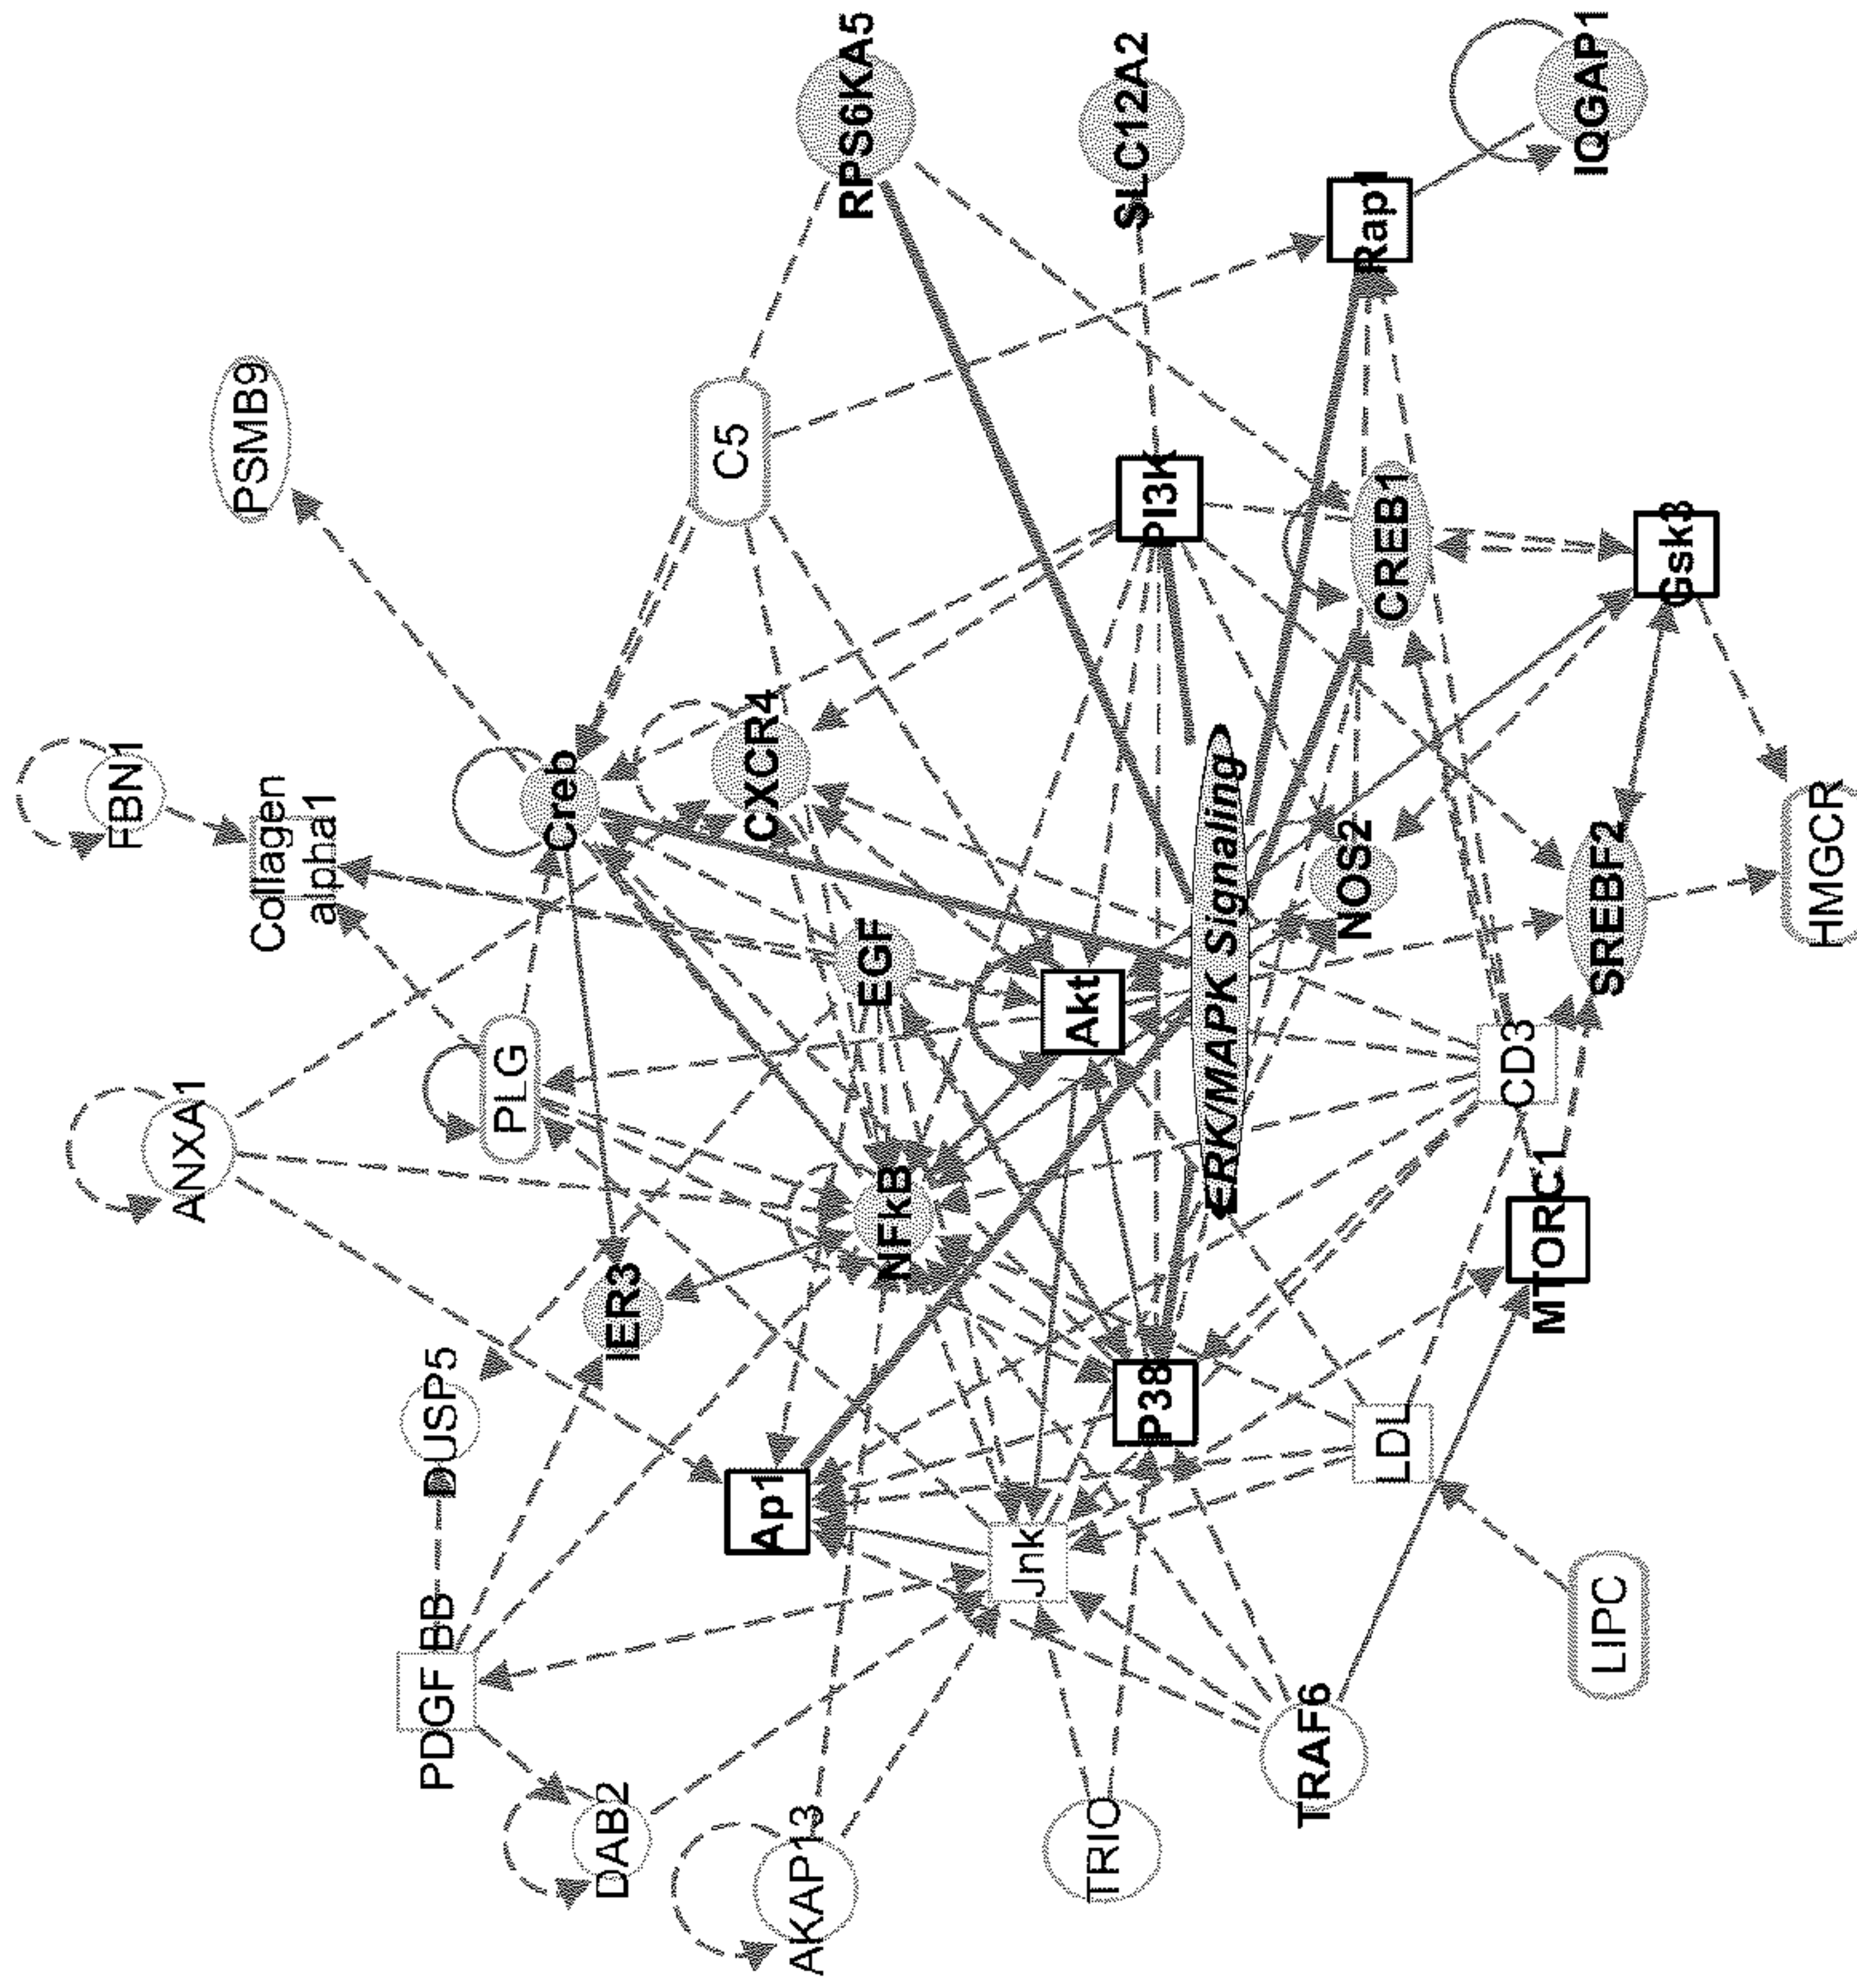 FBN1
ANXA1
PSMB9
Collagen
alpha1
PDGF BB
DUSP5
PLG
Creb
DAB2
IER3
C5
CXCR4
Ap1
AKAP13
RPS6KA5
EGF
NFkB
Jnk
Akt
TRIO
SLC12A2
P38
PI3K
ERK/MAPK Signaling
TRAF6
NOS2
Rap1
LDL
CREB1
CD3
MTORC1
IQGAP1
LIPC
SREBF2
Gsk3
HMGCR